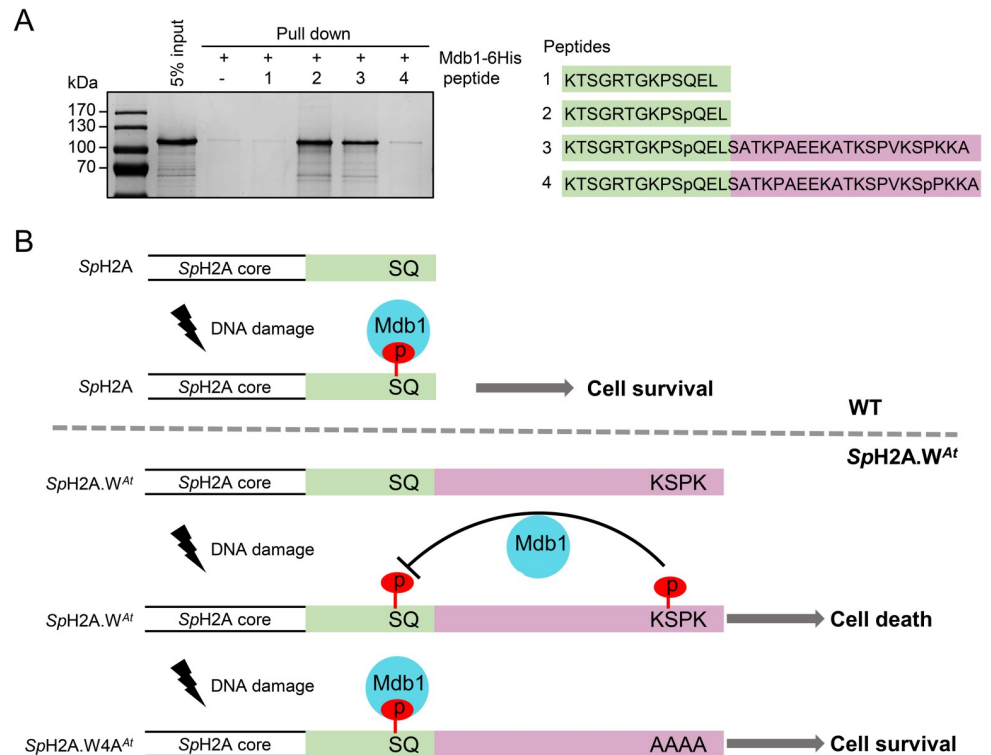 A
Pull down
5% input
+ + + + + Mdb1-6His
- 1 2 3 4 peptide
kDa
170
130
100
70
Peptides
1 KTSGRTGKPSQEL
2 KTSGRTGKPSpQEL
3 KTSGRTGKPSpQELSATKPAEEKATKSPVKSPKKA
4 KTSGRTGKPSpQELSATKPAEEKATKSPVKSpPKKA
B
SpH2A SpH2A core SQ
DNA damage Mdb1
p
SpH2A SpH2A core SQ Cell survival
WT
SpH2A.WAt
SpH2A.WAt SpH2A core SQ KSPK
DNA damage Mdb1
p p
SpH2A.WAt SpH2A core SQ KSPK Cell death
DNA damage Mdb1
p
SpH2A.W4AAt SpH2A core SQ AAAA Cell survival